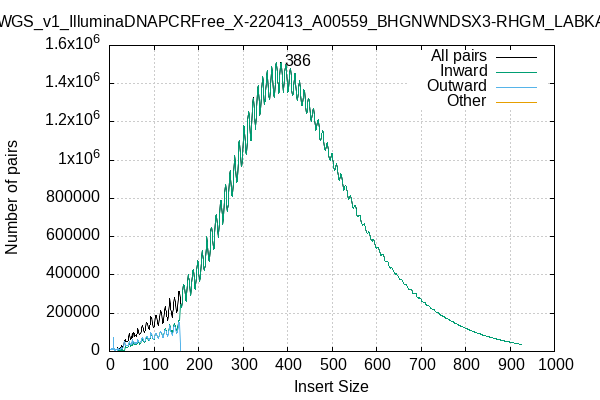 WGS_v1_IlluminaDNAPCRFree_X-220413_A00559_BHGNWNDSX3-RHGM_LABKA
1.6x10^6
1.4x10^6
1.2x10^6
1x10^6
800000
600000
400000
200000
0
Number of pairs
386
All pairs
Inward
Outward
Other
0 100 200 300 400 500 600 700 800 900 1000
Insert Size